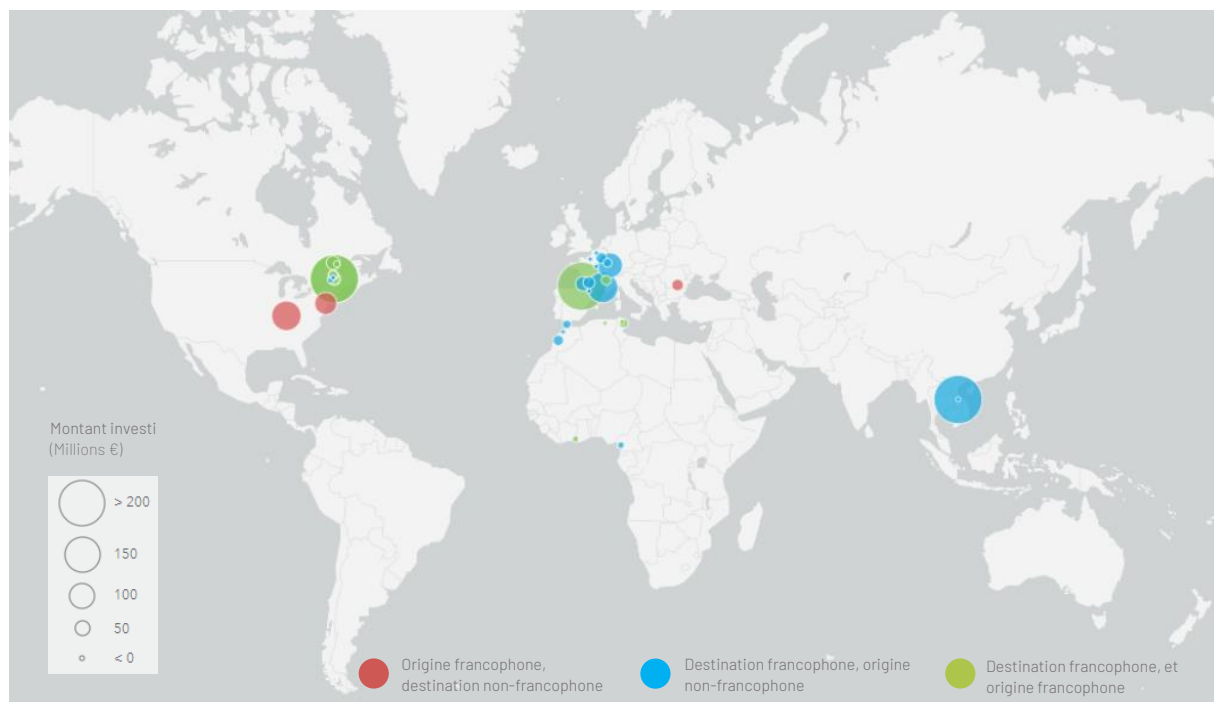 Montant investi
(Millions €)
> 200
150
100
50
< 0
Origine francophone,
destination non-francophone
Destination francophone, origine
non-francophone
Destination francophone, et
origine francophone